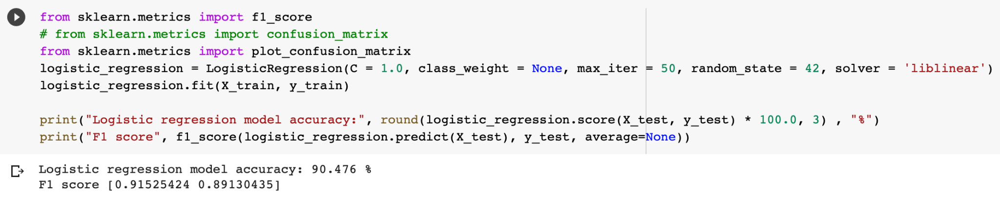 from sklearn.metrics import f1_score
# from sklearn.metrics import confusion_matrix
from sklearn.metrics import plot_confusion_matrix
logistic_regression = LogisticRegression(C = 1.0, class_weight = None, max_iter = 50, random_state = 42, solver = 'liblinear')
logistic_regression.fit(X_train, y_train)
print("Logistic regression model accuracy:", round(logistic_regression.score(X_test, y_test) * 100.0, 3) , "%")
print("F1 score", f1_score(logistic_regression.predict(X_test), y_test, average=None))
Logistic regression model accuracy: 90.476 %
F1 score [0.91525424 0.89130435]